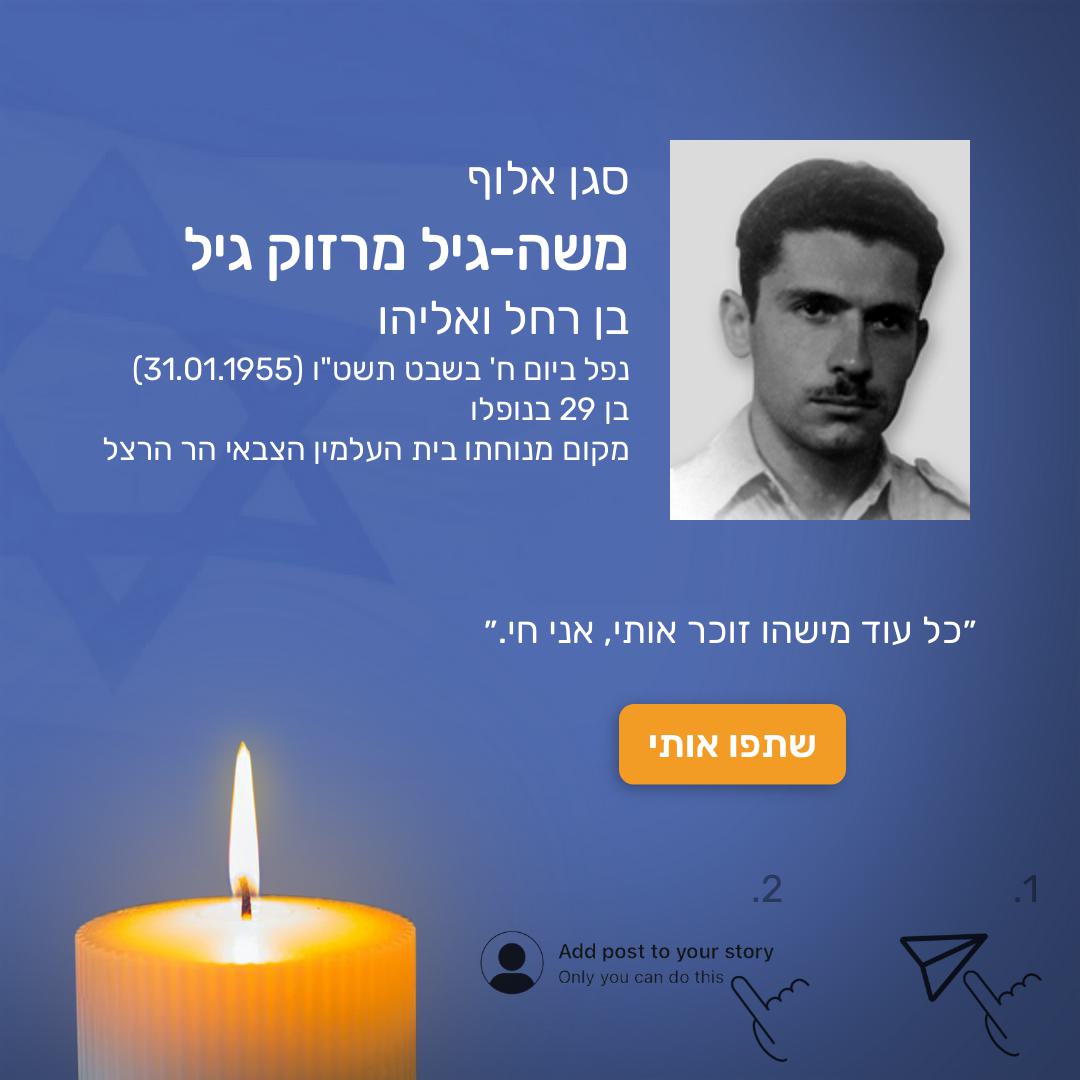 סגן אלוף
משה-גיל מרזוק גיל
בן רחל ואליהו
נפל ביום ח' בשבט תשט"ו (31.01.1955)
בן 29 בנופלו
מקום מנוחתו בית העלמין הצבאי הר הרצל
״כל עוד מישהו זוכר אותי, אני חי.״
שתפו אותי
1.
2.
Add post to your story
Only you can do this